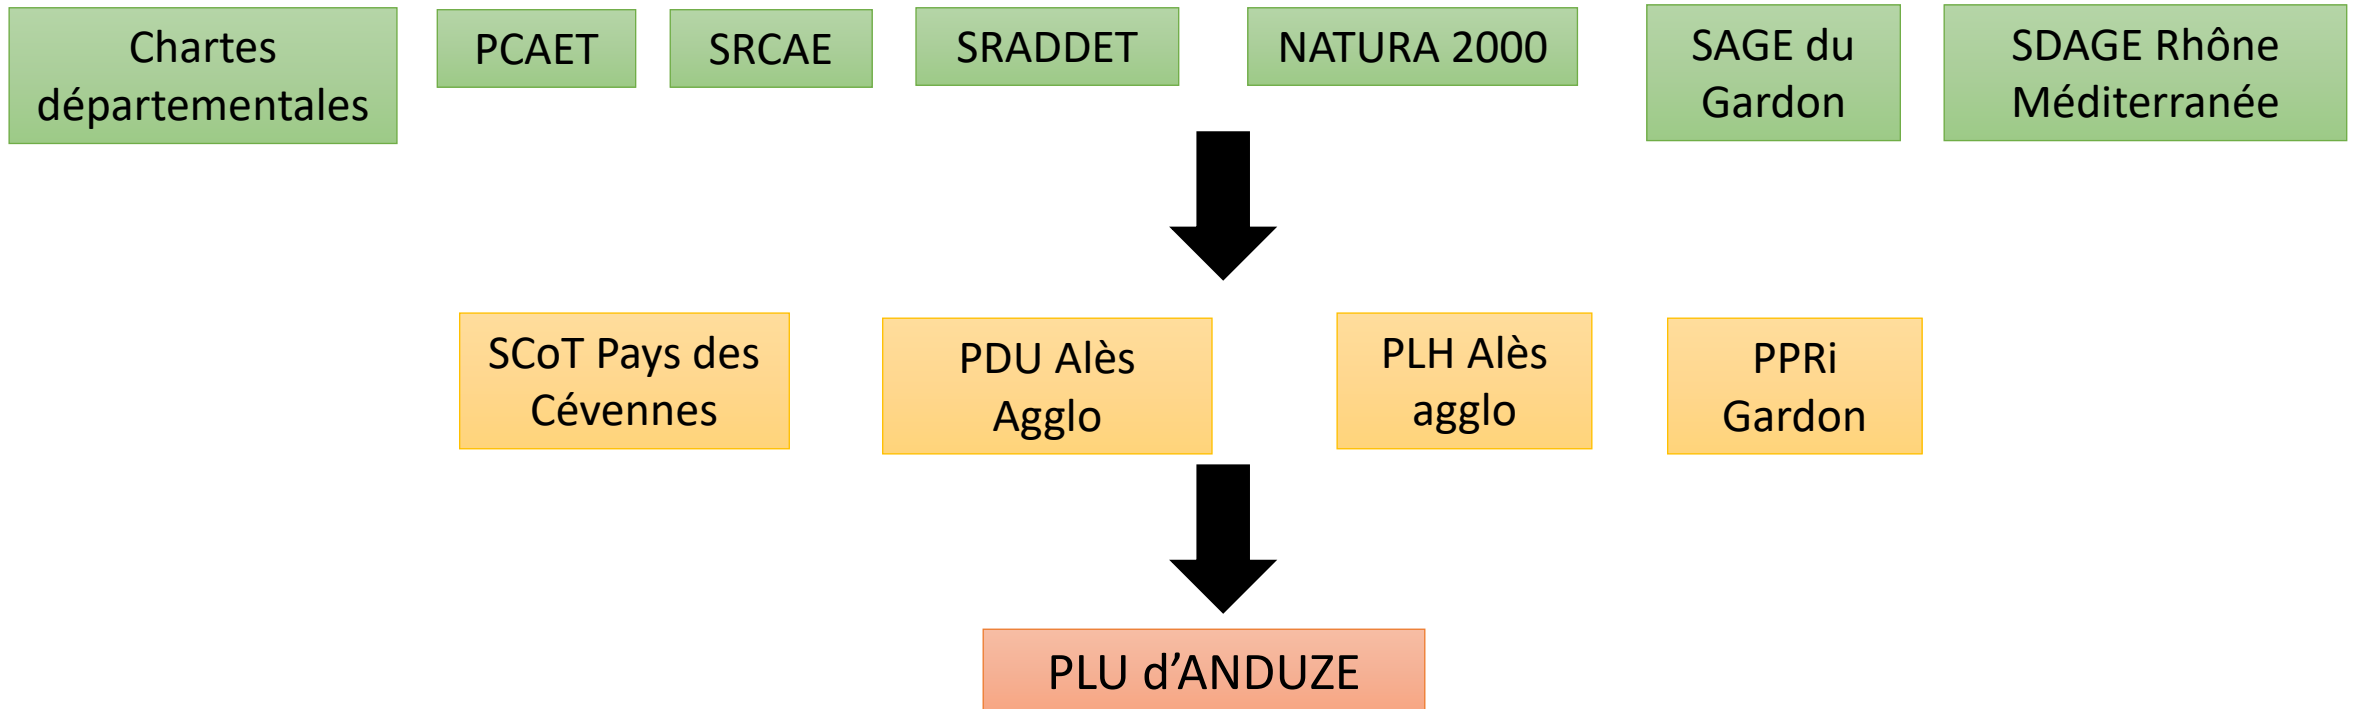 Chartes
départementales
PCAET
SRCAE
SRADDET
NATURA 2000
SAGE du
Gardon
SDAGE Rhône
Méditerranée
SCoT Pays des
Cévennes
PDU Alès
Agglo
PLH Alès
agglo
PPRi
Gardon
PLU d’ANDUZE